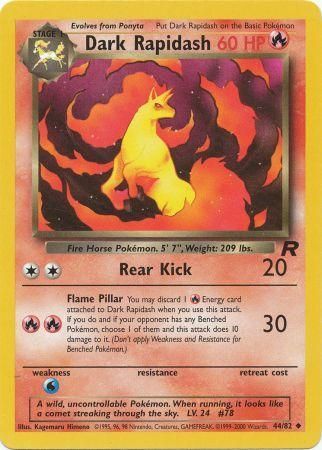 Evolves from Ponyta Put Dark Rapidash on the Basic Pokémon
STAGE 1
Dark Rapidash 60 HP
Fire Horse Pokémon. 5' 7", Weight: 209 lbs.
R
Rear Kick 20
Flame Pillar You may discard 1 Energy card
attached to Dark Rapidash when you use this attack.
If you do and if your opponent has any Benched
Pokémon, choose 1 of them and this attack does 10
damage to it. (Don't apply Weakness and Resistance for
Benched Pokémon.)
30
weakness resistance retreat cost
A wild, uncontrollable Pokémon. When running, it looks like
a comet streaking through the sky. LV. 24 #78
Illus. Kagemaru Himeno ©1995, 96, 98 Nintendo, Creatures, GAMEFREAK. ©1999-2000 Wizards. 44/82